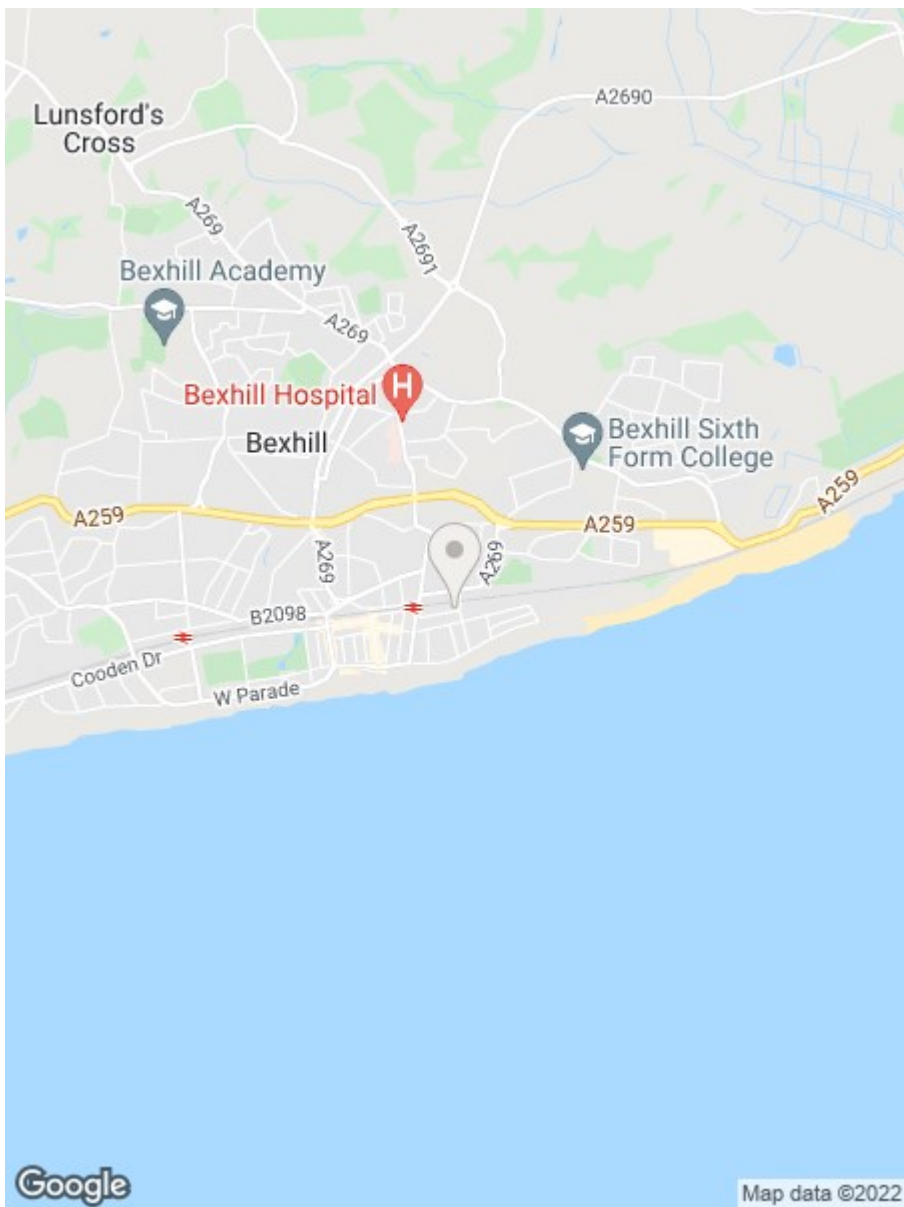 A2690
Lunsford's
Cross
A269
A2691
Bexhill Academy
A269
Bexhill Hospital
H
Bexhill
Bexhill Sixth
Form College
A259
A259
A259
A269
A269
B2098
Cooden Dr
W Parade
Google
Map data ©2022